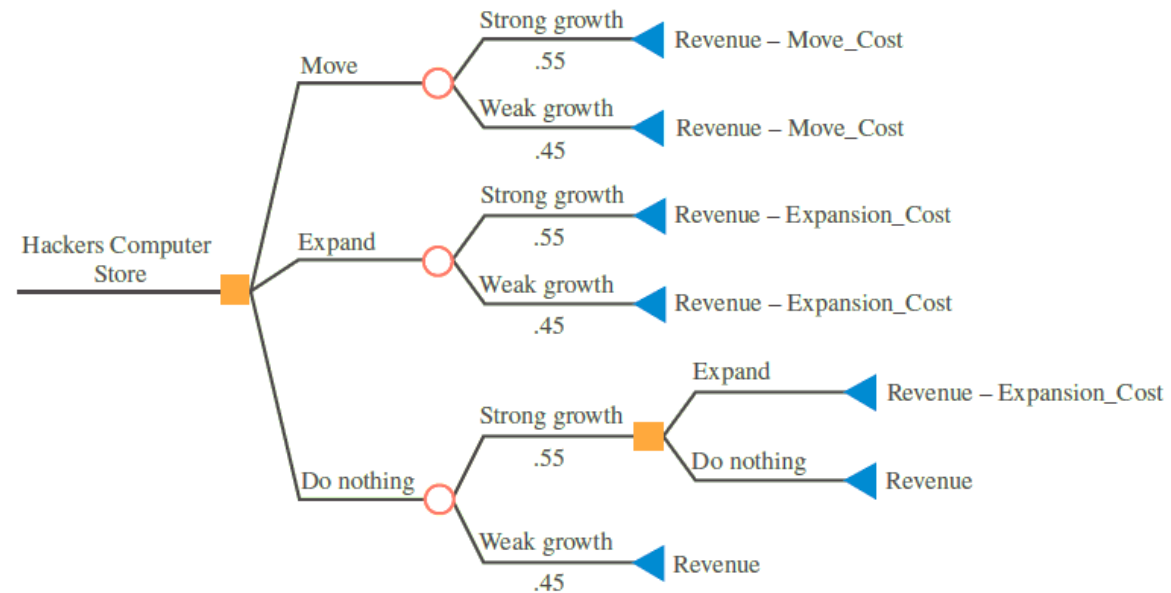 Strong growth
Revenue – Move_Cost
.55
Move
Weak growth
Revenue – Move_Cost
.45
Strong growth
Revenue – Expansion_Cost
.55
Hackers Computer
Store
Expand
Weak growth
Revenue – Expansion_Cost
.45
Expand
Revenue – Expansion_Cost
Strong growth
.55
Do nothing
Revenue
Do nothing
Weak growth
Revenue
.45